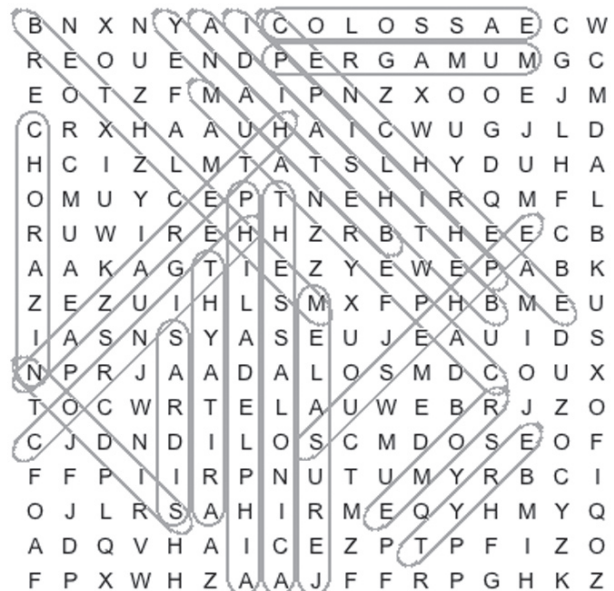 B N X N Y A I C O L O S S A E C W
R E O U E N D P E R G A M U M G C
E O T Z F M A I P N Z X O O E J M
C R X H A A U H A I C W U G J L D
H C I Z L M T A T S L H Y D U H A
O M U Y C E P T N E H I R Q M F L
R U W I R E H H Z R B T H E E C B
A A K A G T I E Z Y E W E P A B K
Z E Z U I H L S M X F P H B M E U
I A S N S Y A S E U J E A U I D S
N P R J A A D A L O S M D C O U X
T O C W R T E L A U W E B R J Z O
C J D N D I L O S C M D O S E O F
F F P I I R P N U T U M Y R B C I
O J L R S A H I R M E Q Y H M Y Q
A D Q V H A I C E Z P T P F I Z O
F P X W H Z A A J F F R P G H K Z